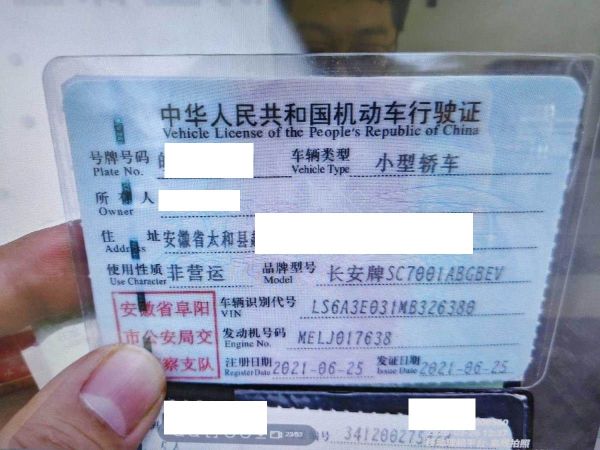 中华人民共和国机动车行驶证
Vehicle License of the People's Republic of China
号牌号码 车辆类型 小型轿车
Plate No. Vehicle Type
所有人
Owner
住址 安徽省太和县
Address
使用性质 非营运 品牌型号 长安牌SC7001ABGBEV
Use Character Model
安徽省阜阳 车辆识别代号 LS6A3E031MB326380
VIN
市公安局交 发动机号码 MELJ017638
Engine No.
察支队 注册日期 2021-06-25 发证日期 2021-06-25
Register Date Issue Date
23/53 号 341200275